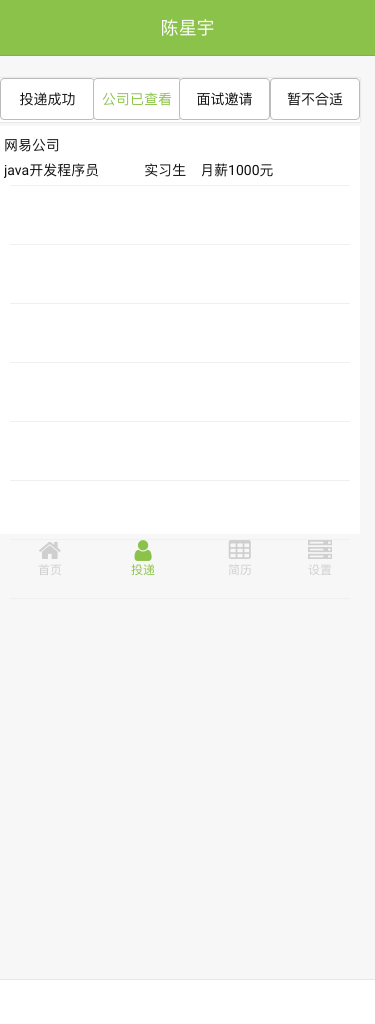 陈星宇
投递成功 公司已查看 面试邀请 暂不合适
网易公司
java开发程序员 实习生 月薪1000元
首页 投递 简历 设置